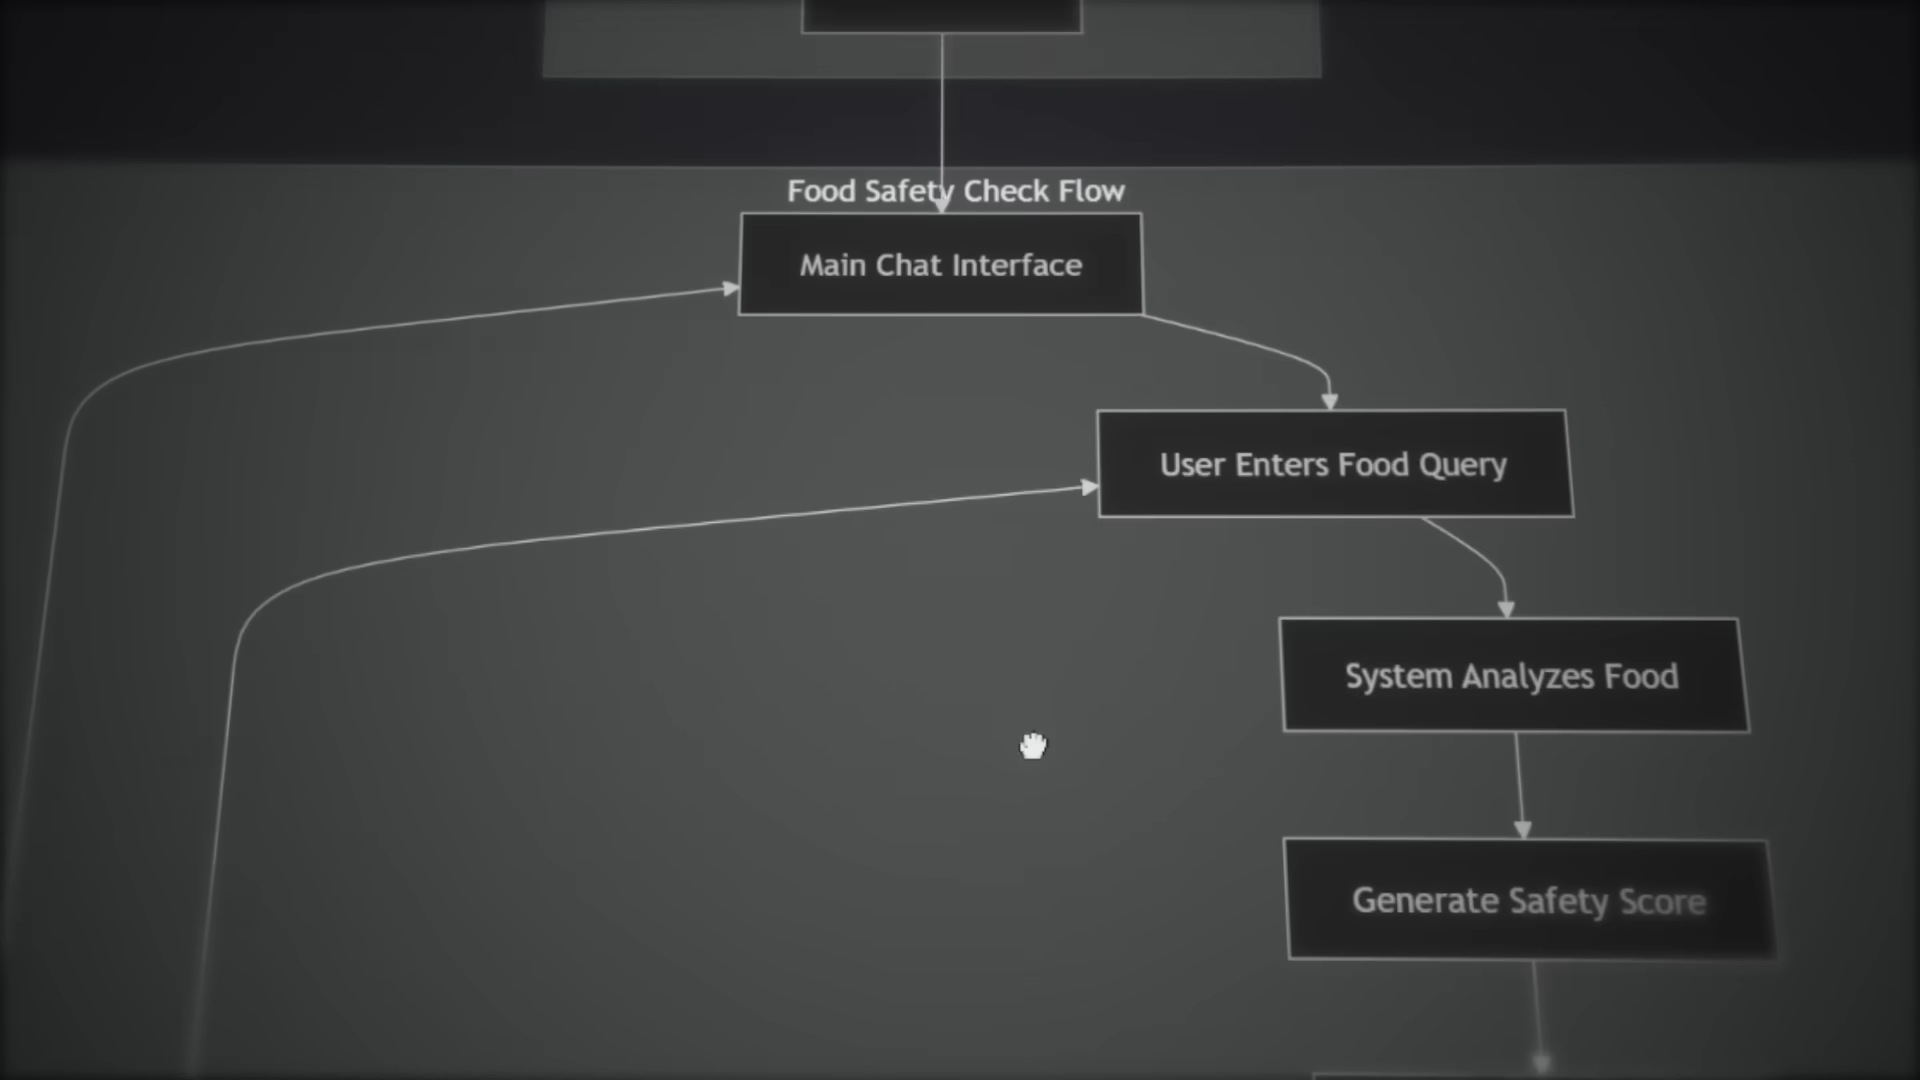 Food Safety Check Flow
Main Chat Interface
User Enters Food Query
System Analyzes Food
Generate Safety Score